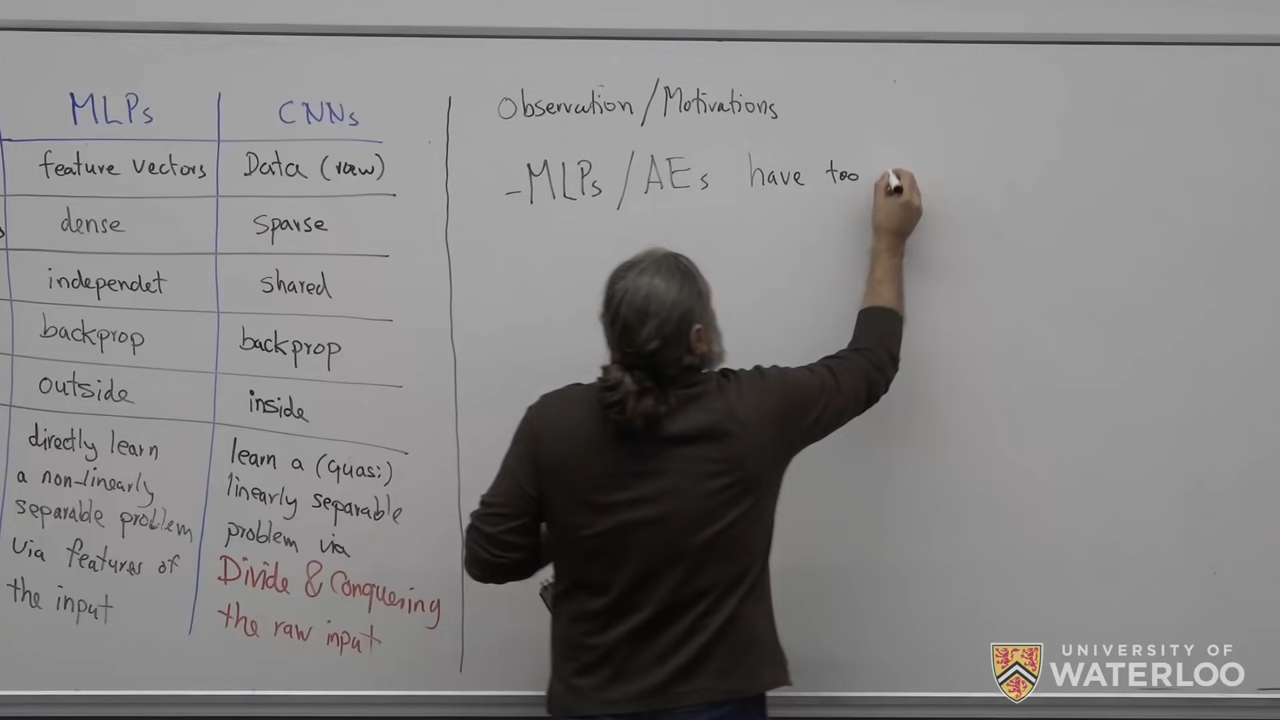 MLPs CNNs
feature vectors Data (raw)
dense sparse
independet shared
backprop backprop
outside inside
directly learn
a non-linearly
separable problem
via features of
the input
learn a (quasi)
linearly separable
problem via
Divide & Conquering
the raw input
Observation/Motivations
- MLPs / AEs have too
UNIVERSITY OF
WATERLOO